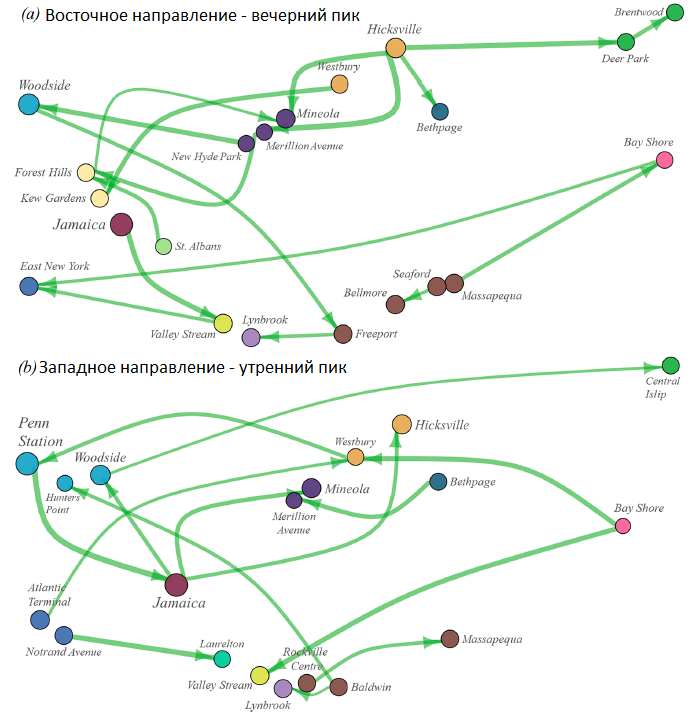 (a) Восточное направление - вечерний пик
Hicksville
Brentwood
Deer Park
Westbury
Woodside
Mineola
Merillion Avenue
New Hyde Park
Bethpage
Bay Shore
Forest Hills
Kew Gardens
Jamaica
St. Albans
East New York
Seaford
Massapequa
Bellmore
Valley Stream
Lynbrook
Freeport
(b) Западное направление - утренний пик
Central
Islip
Penn
Station
Hicksville
Westbury
Woodside
Hunters
Point
Mineola
Merillion
Avenue
Bethpage
Bay Shore
Jamaica
Atlantic
Terminal
Notrand Avenue
Laurelton
Rockville
Centre
Massapequa
Valley Stream
Baldwin
Lynbrook